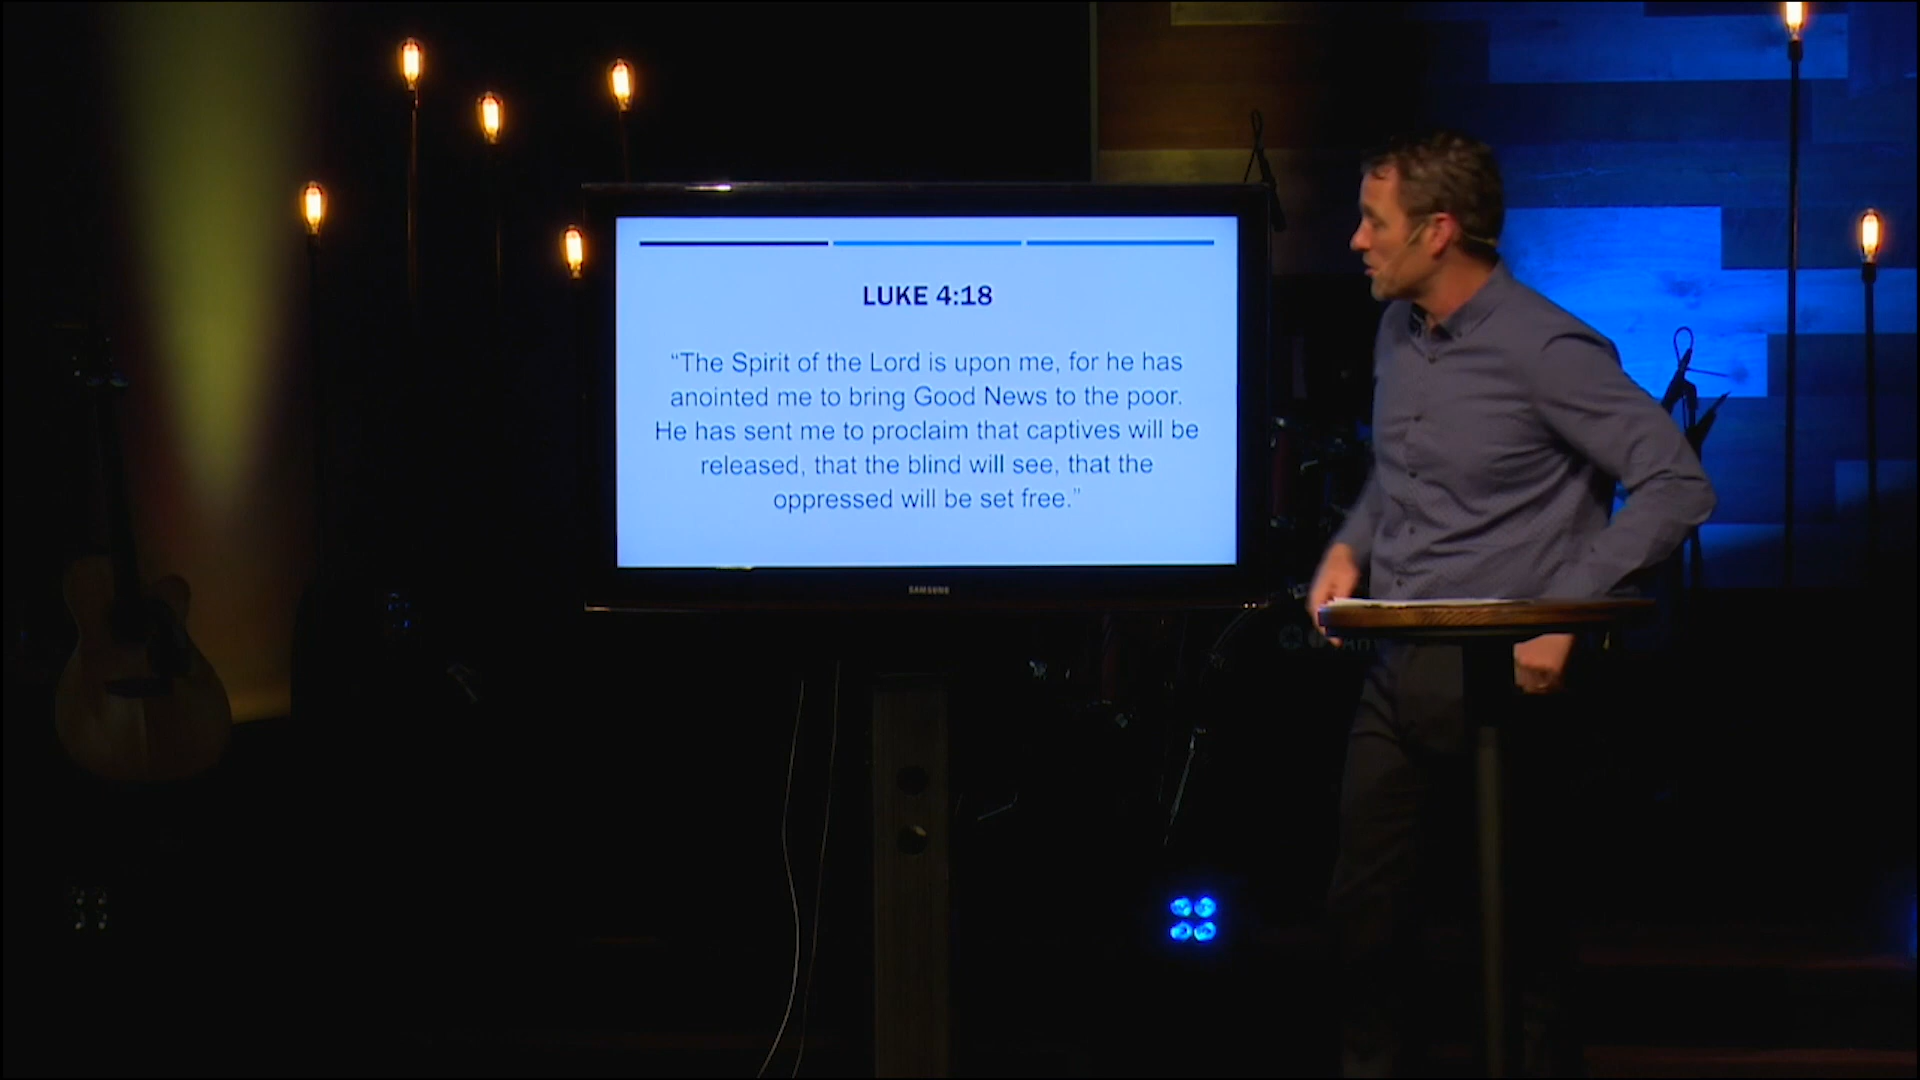 LUKE 4:18
“The Spirit of the Lord is upon me, for he has
anointed me to bring Good News to the poor.
He has sent me to proclaim that captives will be
released, that the blind will see, that the
oppressed will be set free.”
SAMSUNG